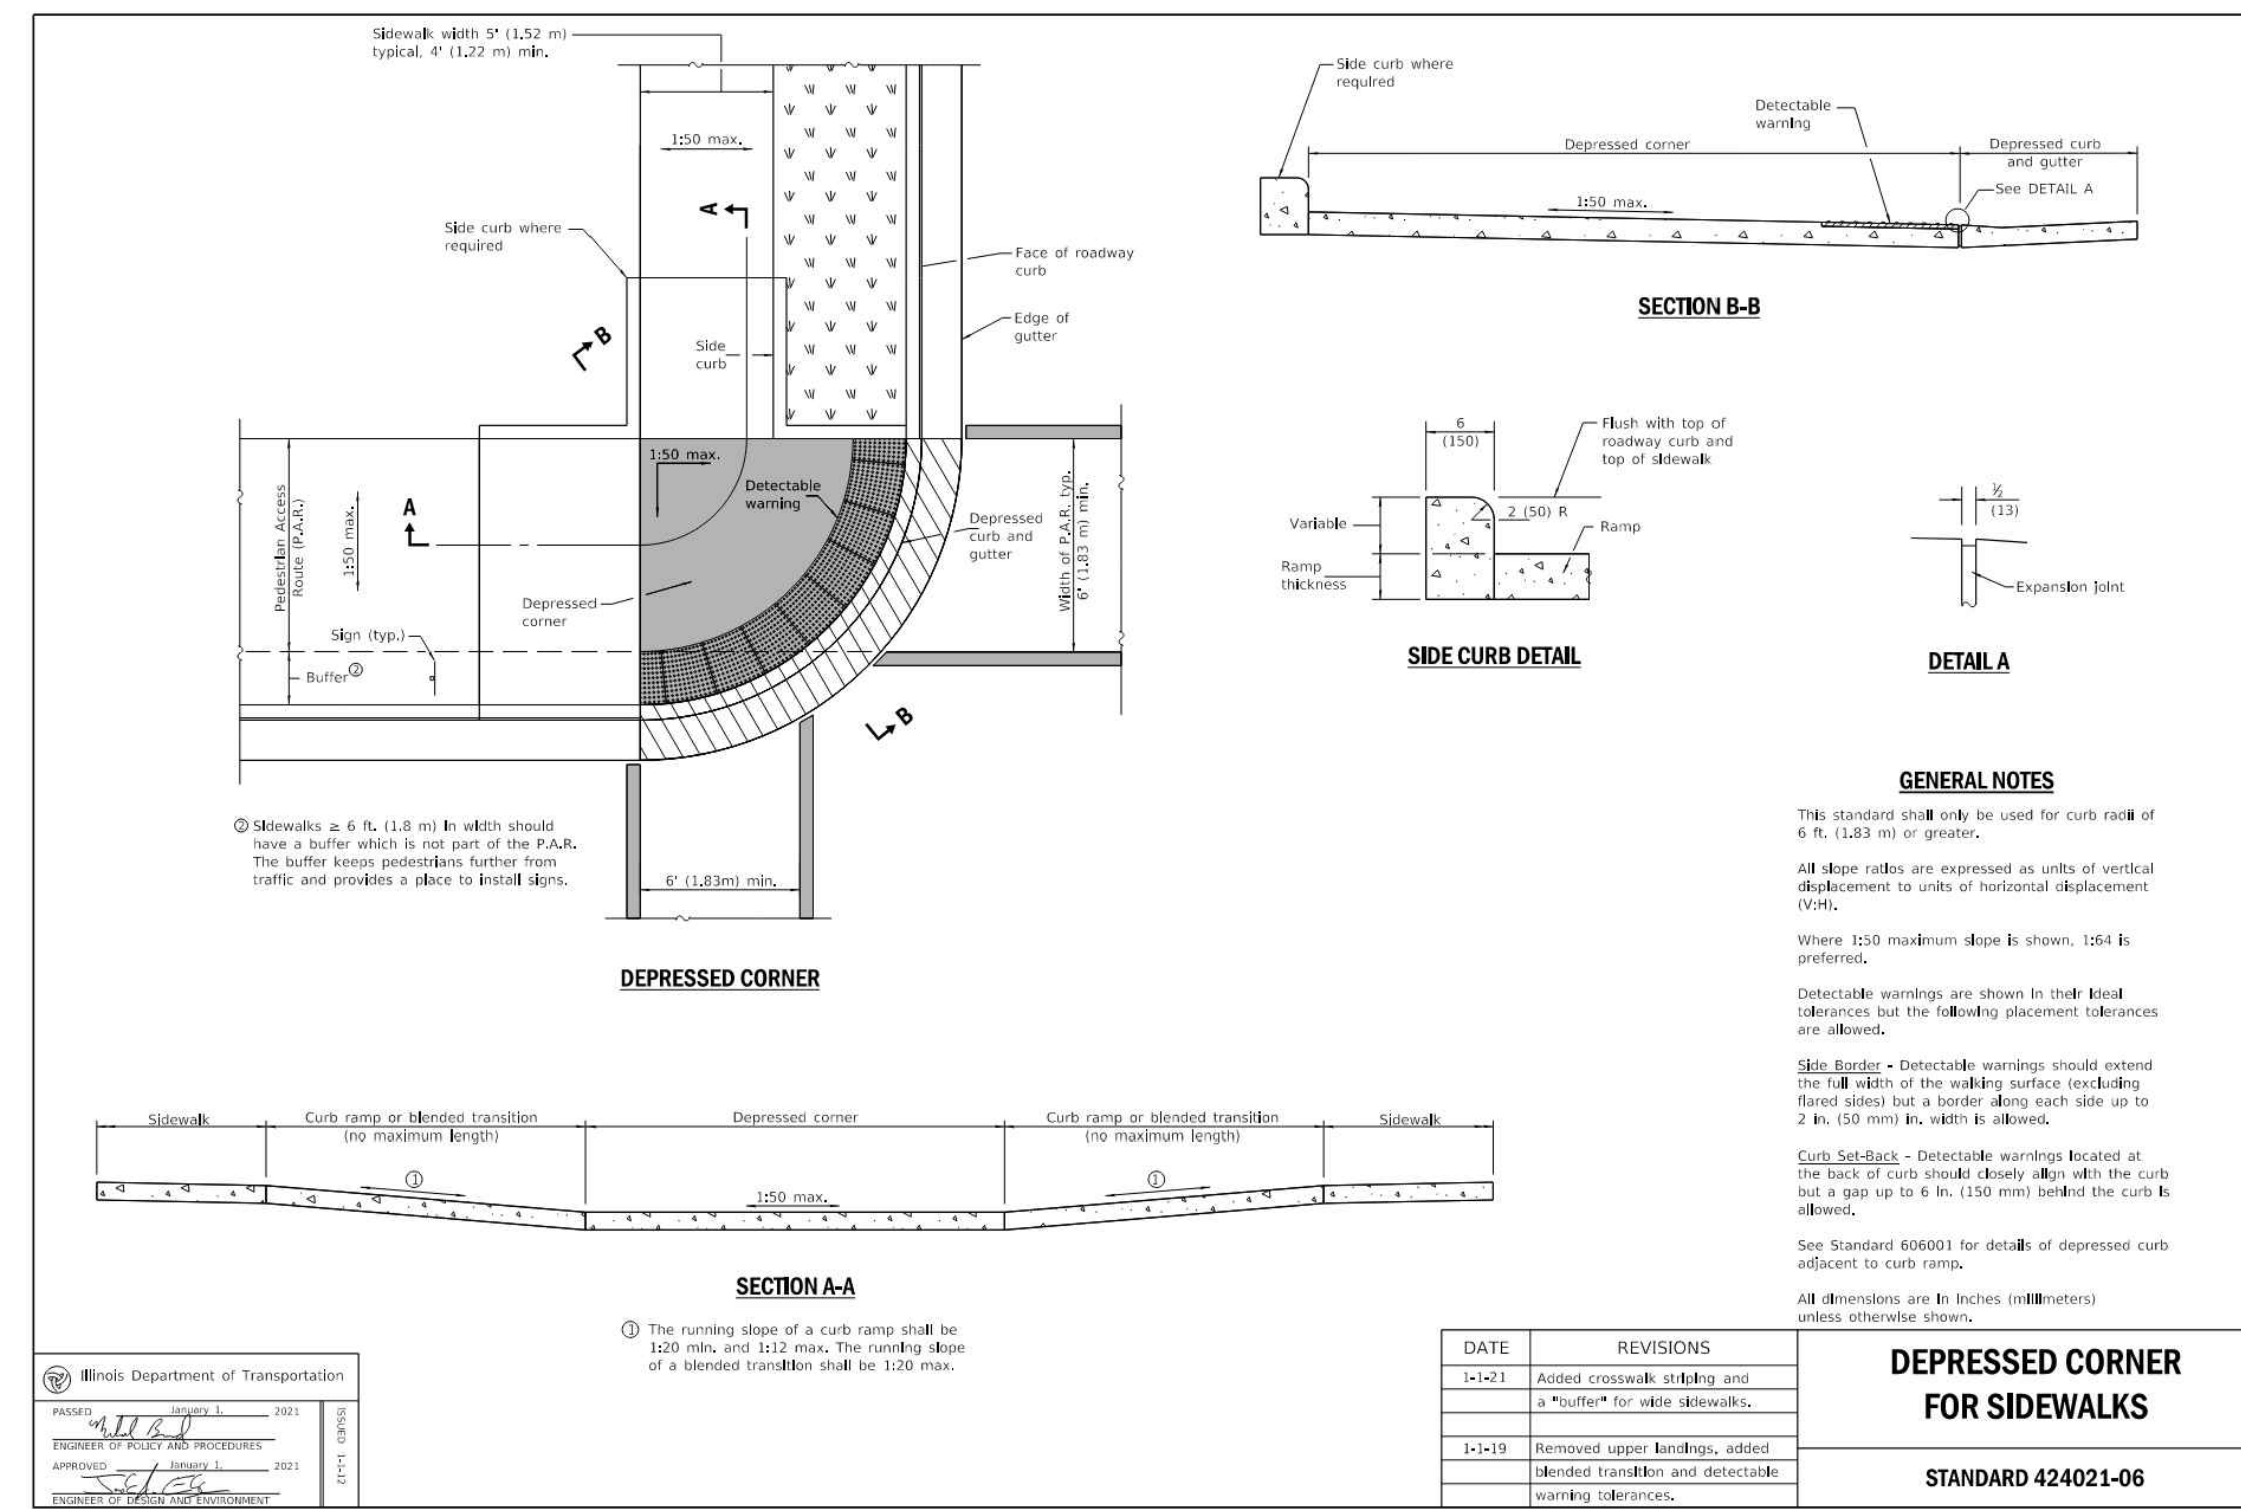 Sidewalk width 5' (1.52 m)
typical, 4' (1.22 m) min.
1:50 max.
A
Side curb where
required
B
Side
curb
Face of roadway
curb
Edge of
gutter
1:50 max.
Detectable
warning
A
Pedestrian Access
Route (P.A.R.)
1:50 max.
Depressed
corner
Depressed
curb and
gutter
Width of P.A.R. typ.
6' (1.83 m) min.
Sign (typ.)
Buffer ②
B
② Sidewalks ≥ 6 ft. (1.8 m) in width should
have a buffer which is not part of the P.A.R.
The buffer keeps pedestrians further from
traffic and provides a place to install signs.
6' (1.83m) min.
DEPRESSED CORNER
Side curb where
required
Detectable
warning
Depressed corner
Depressed curb
and gutter
See DETAIL A
1:50 max.
SECTION B-B
6
(150)
Flush with top of
roadway curb and
top of sidewalk
Variable
2 (50) R
Ramp
Ramp
thickness
SIDE CURB DETAIL
½
(13)
Expansion joint
DETAIL A
GENERAL NOTES
This standard shall only be used for curb radii of
6 ft. (1.83 m) or greater.
All slope ratios are expressed as units of vertical
displacement to units of horizontal displacement
(V:H).
Where 1:50 maximum slope is shown, 1:64 is
preferred.
Detectable warnings are shown in their ideal
tolerances but the following placement tolerances
are allowed.
Side Border - Detectable warnings should extend
the full width of the walking surface (excluding
flared sides) but a border along each side up to
2 in. (50 mm) in. width is allowed.
Curb Set-Back - Detectable warnings located at
the back of curb should closely align with the curb
but a gap up to 6 in. (150 mm) behind the curb is
allowed.
See Standard 606001 for details of depressed curb
adjacent to curb ramp.
All dimensions are in inches (millimeters)
unless otherwise shown.
Sidewalk
Curb ramp or blended transition
(no maximum length)
Depressed corner
Curb ramp or blended transition
(no maximum length)
Sidewalk
①
1:50 max.
①
SECTION A-A
① The running slope of a curb ramp shall be
1:20 min. and 1:12 max. The running slope
of a blended transition shall be 1:20 max.
Illinois Department of Transportation
PASSED January 1, 2021
ENGINEER OF POLICY AND PROCEDURES
APPROVED January 1, 2021
ENGINEER OF DESIGN AND ENVIRONMENT
ISSUED 1-1-12
DATE REVISIONS
1-1-21 Added crosswalk striping and
a "buffer" for wide sidewalks.
1-1-19 Removed upper landings, added
blended transition and detectable
warning tolerances.
DEPRESSED CORNER
FOR SIDEWALKS
STANDARD 424021-06